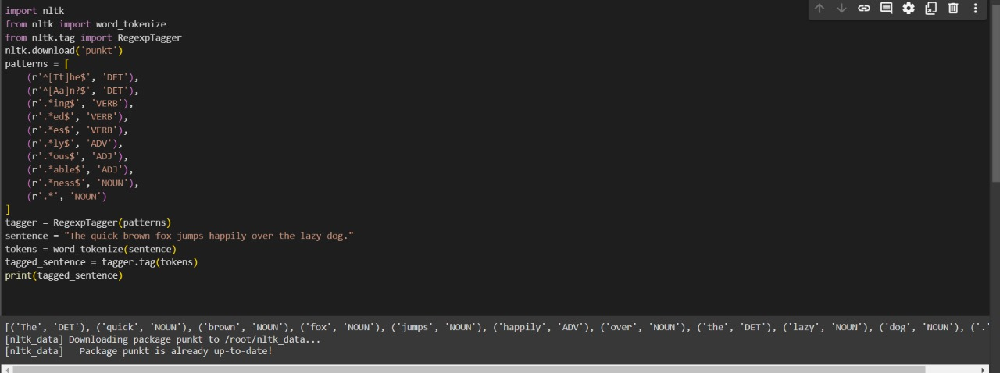 import nltk
from nltk import word_tokenize
from nltk.tag import RegexpTagger
nltk.download('punkt')
patterns = [
    (r'^[Tt]he$', 'DET'),
    (r'^[Aa]n?$', 'DET'),
    (r'.*ing$', 'VERB'),
    (r'.*ed$', 'VERB'),
    (r'.*es$', 'VERB'),
    (r'.*ly$', 'ADV'),
    (r'.*ous$', 'ADJ'),
    (r'.*able$', 'ADJ'),
    (r'.*ness$', 'NOUN'),
    (r'.*', 'NOUN')
]
tagger = RegexpTagger(patterns)
sentence = "The quick brown fox jumps happily over the lazy dog."
tokens = word_tokenize(sentence)
tagged_sentence = tagger.tag(tokens)
print(tagged_sentence)
[('The', 'DET'), ('quick', 'NOUN'), ('brown', 'NOUN'), ('fox', 'NOUN'), ('jumps', 'NOUN'), ('happily', 'ADV'), ('over', 'NOUN'), ('the', 'DET'), ('lazy', 'NOUN'), ('dog', 'NOUN'), ('.'
[nltk_data] Downloading package punkt to /root/nltk_data...
[nltk_data]   Package punkt is already up-to-date!